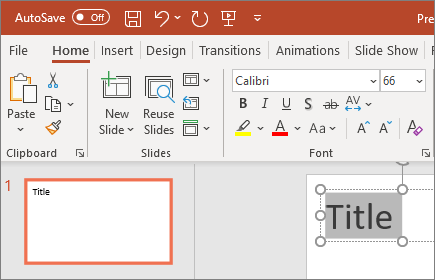 AutoSave Off Pre
File Home Insert Design Transitions Animations Slide Show
Paste
New
Slide
Reuse
Slides
Calibri 66
B I U S ab AV
A Aa A A A
Clipboard Slides Font
1
Title
Title